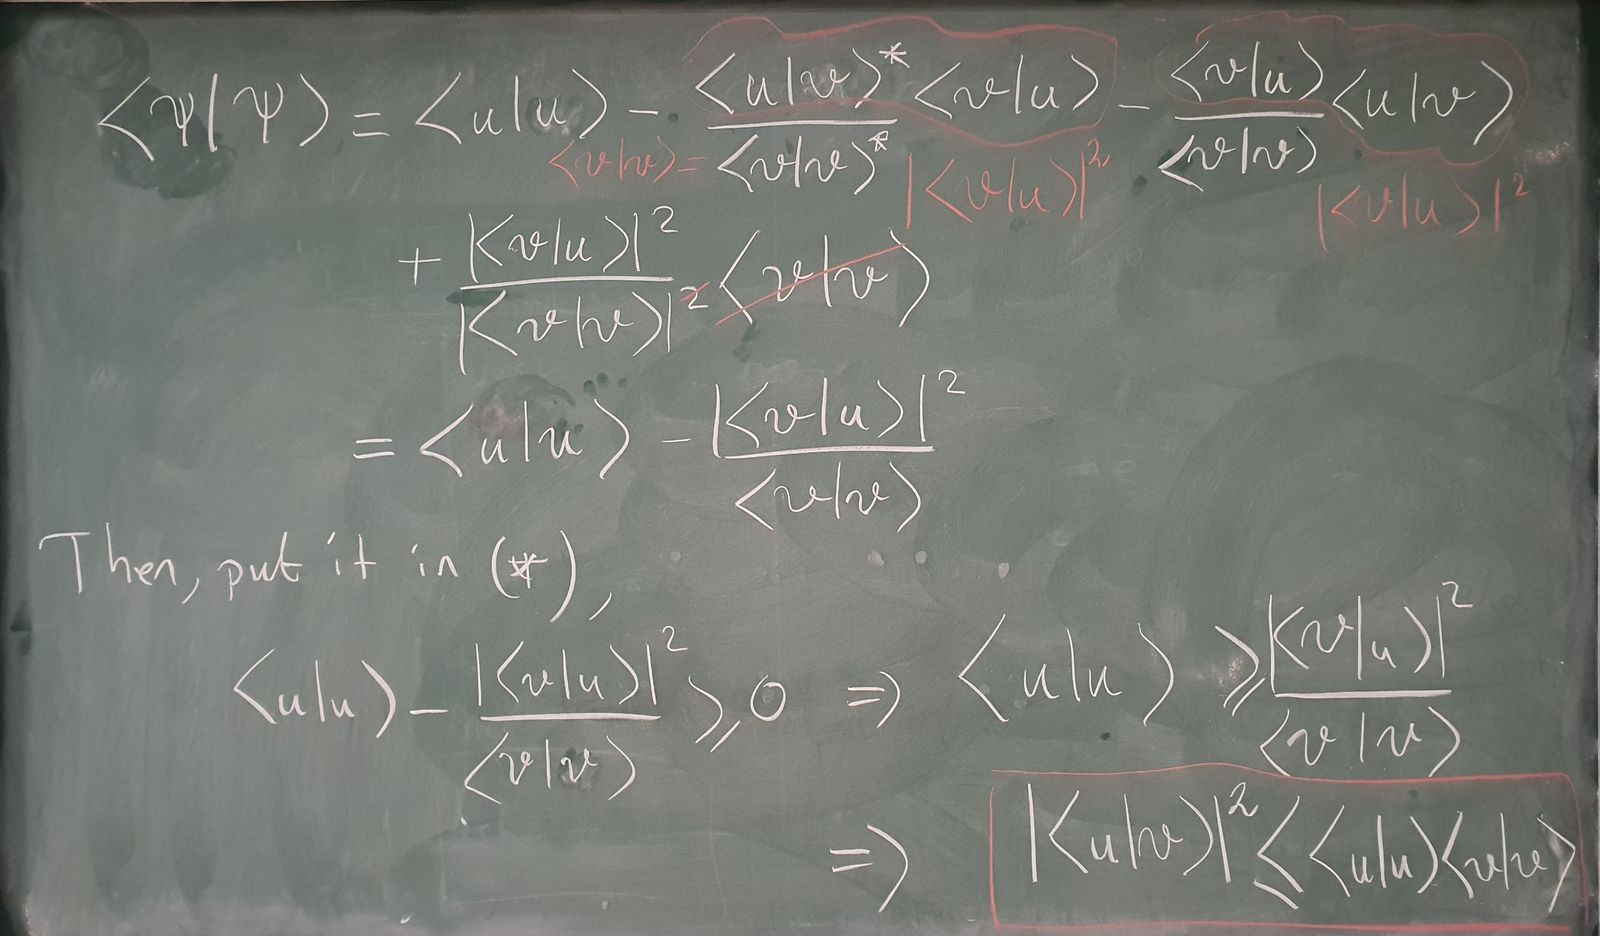 ⟨ψ|ψ⟩ = ⟨u|u⟩ − ⟨u|v⟩*/⟨v|v⟩* ⟨v|u⟩ − ⟨v|u⟩/⟨v|v⟩ ⟨u|v⟩
⟨v|v⟩= |⟨v|u⟩|² |⟨v|u⟩|²
+ |⟨v|u⟩|²/|⟨v|v⟩|² ⟨v|v⟩
= ⟨u|u⟩ − |⟨v|u⟩|²/⟨v|v⟩
Then, put it in (*),
⟨u|u⟩ − |⟨v|u⟩|²/⟨v|v⟩ ⩾ 0 ⇒ ⟨u|u⟩ ⩾ |⟨v|u⟩|²/⟨v|v⟩
⇒ |⟨u|v⟩|² ⩽ ⟨u|u⟩⟨v|v⟩